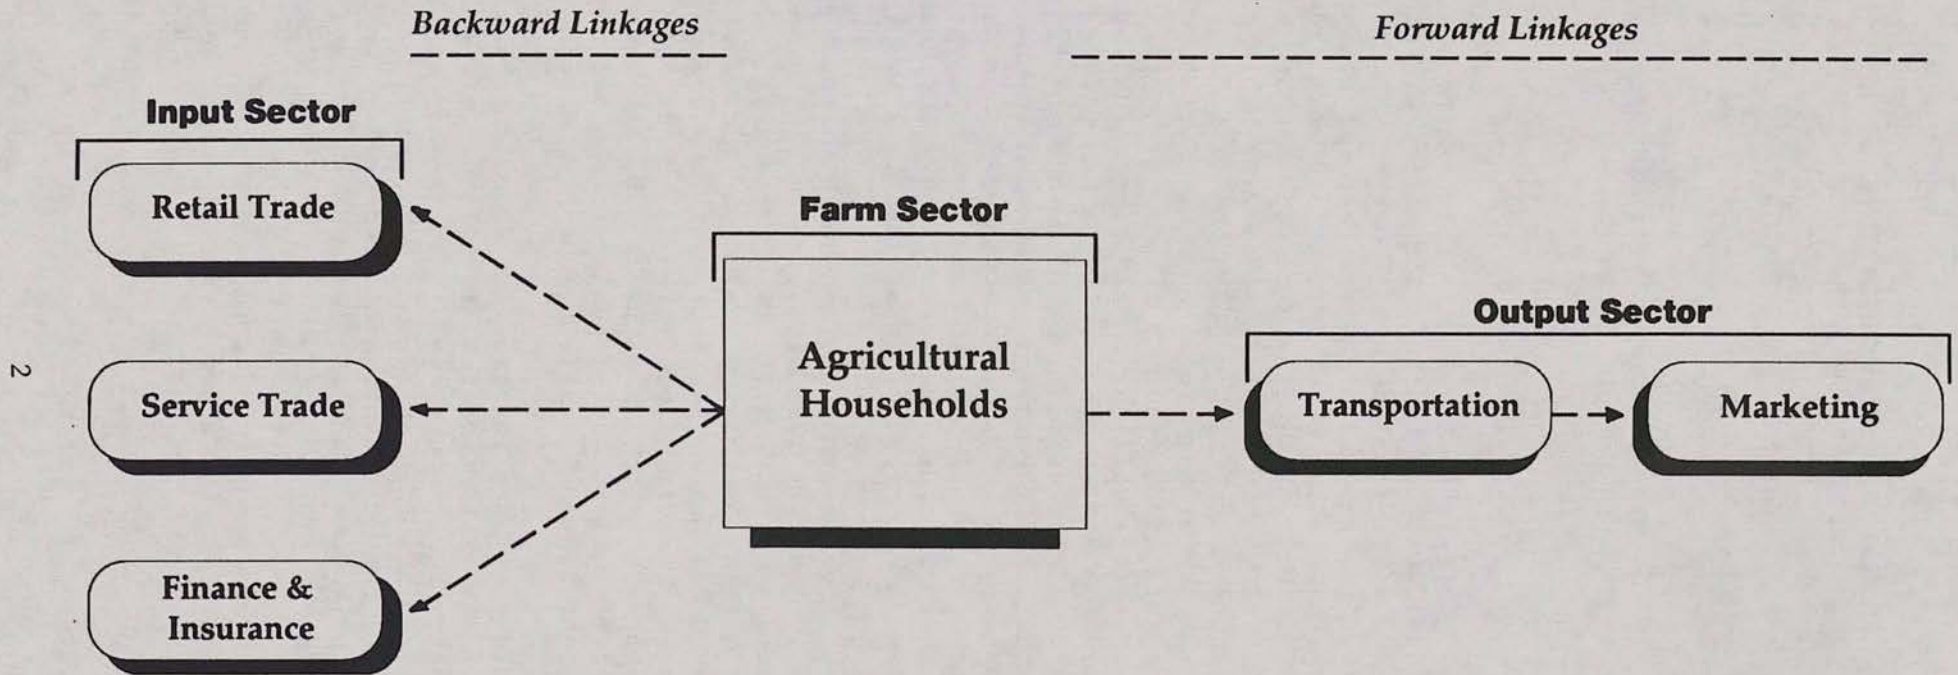 Backward Linkages
Forward Linkages
Input Sector
Retail Trade
Farm Sector
Output Sector
Agricultural
Households
2
Service Trade
Transportation
Marketing
Finance &
Insurance